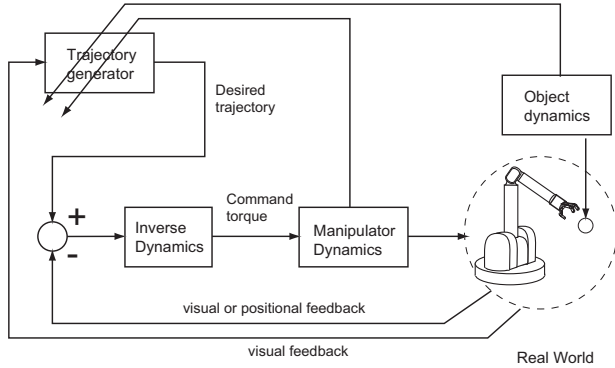 Trajectory
generator
Desired
trajectory
Object
dynamics
+
-
Inverse
Dynamics
Command
torque
Manipulator
Dynamics
visual or positional feedback
visual feedback
Real World